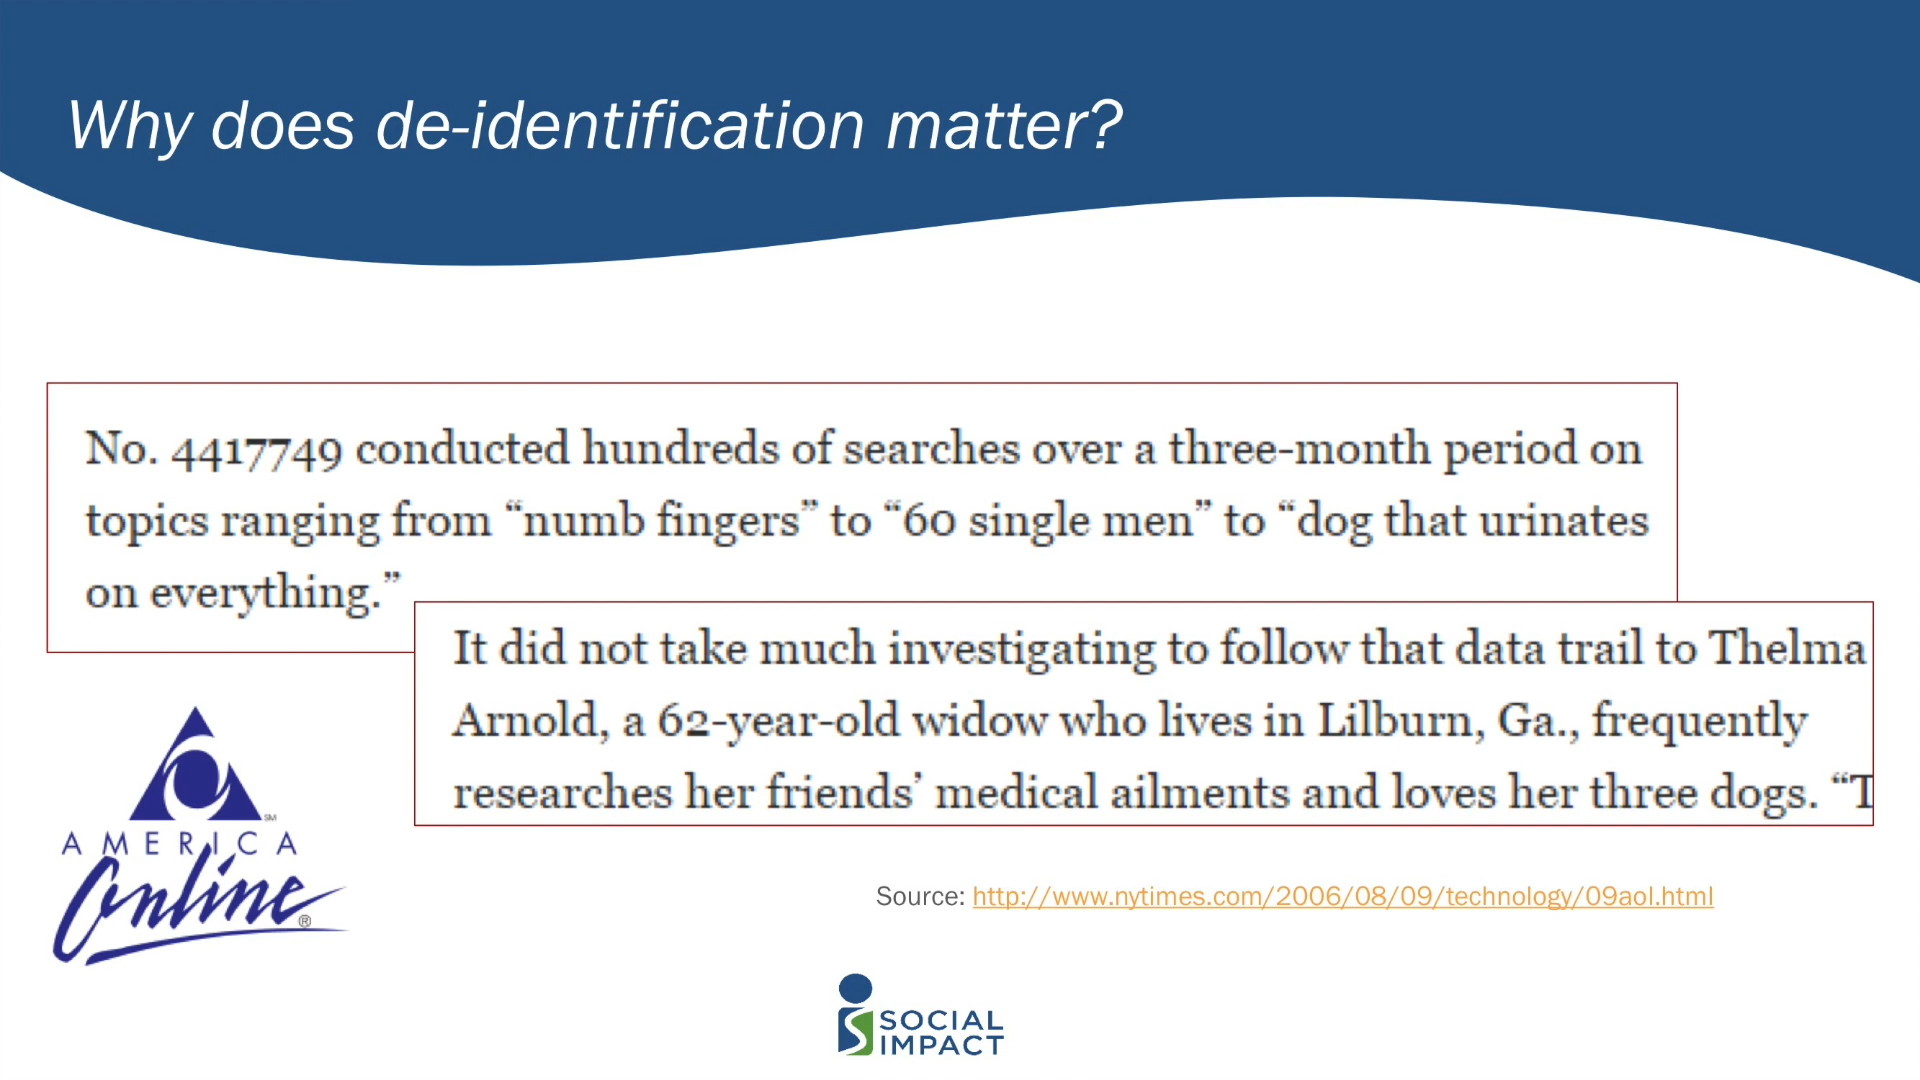 Why does de-identification matter?
No. 4417749 conducted hundreds of searches over a three-month period on
topics ranging from “numb fingers” to “60 single men” to “dog that urinates
on everything.”
It did not take much investigating to follow that data trail to Thelma
Arnold, a 62-year-old widow who lives in Lilburn, Ga., frequently
researches her friends’ medical ailments and loves her three dogs. “T
AMERICA
Online
SM
®
Source: http://www.nytimes.com/2006/08/09/technology/09aol.html
SOCIAL
IMPACT